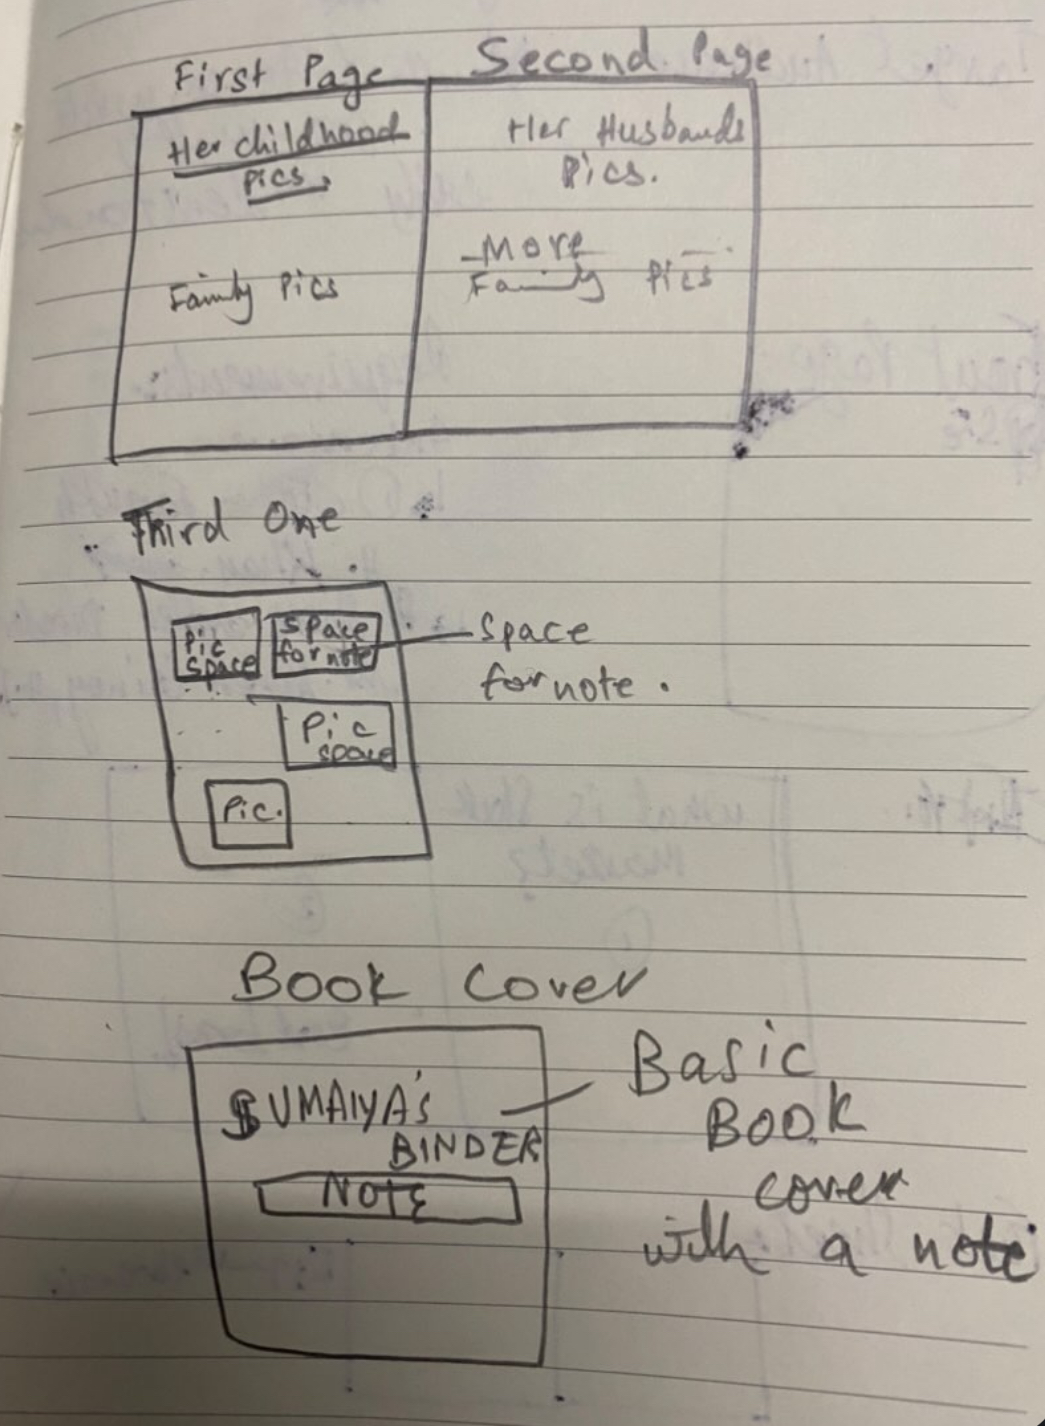 First Page
Second Page
Her childhood
Pics.
Her Husbands
Pics.
Family Pics
More
Family Pics
Third One
Pic
space
space
for note
Space
for note.
Pic
space
Pic.
Book Cover
SUMAIYA's
BINDER
NOTE
Basic
BOOK
cover
with a note